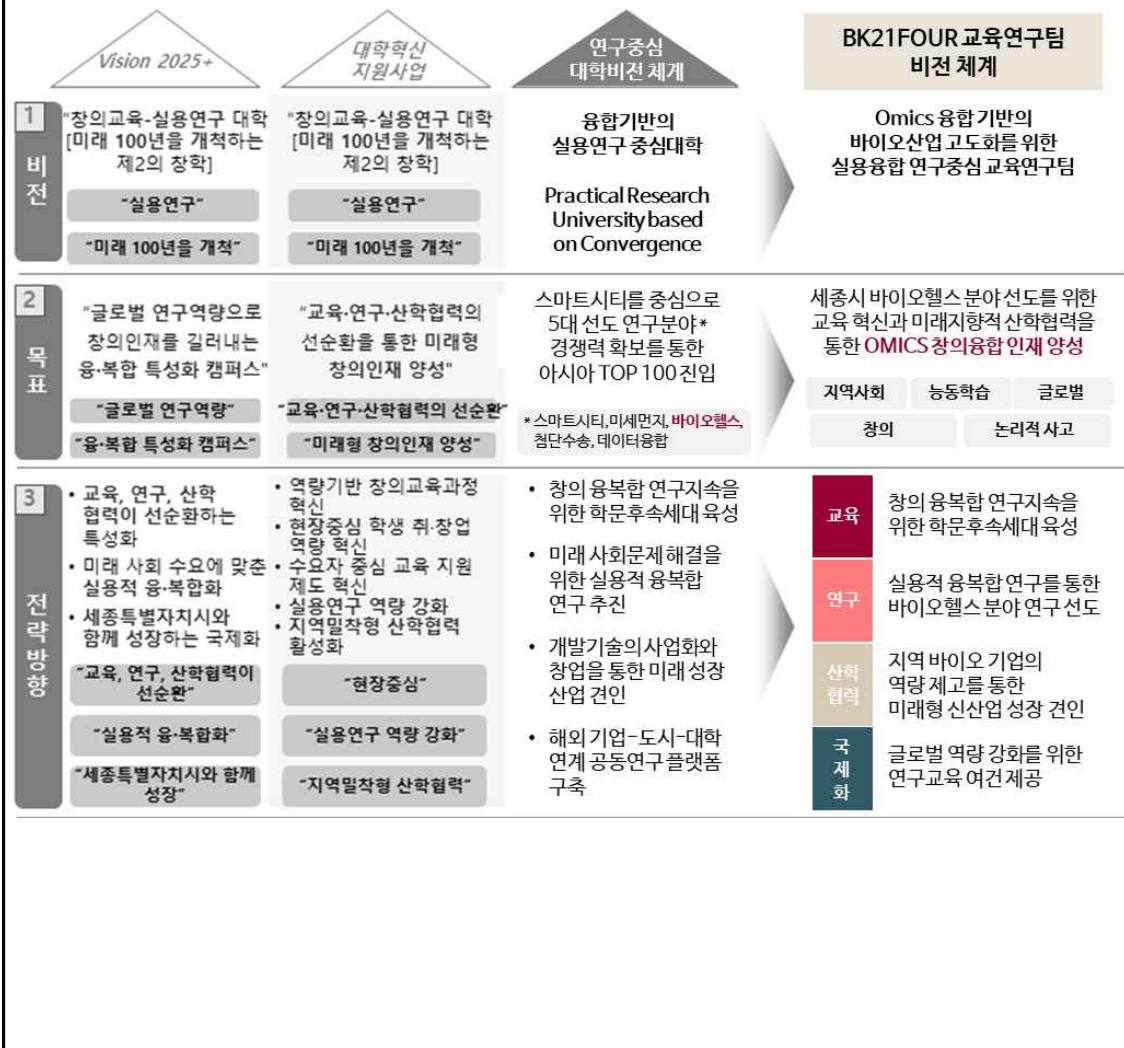 Vision 2025+
대학혁신
지원사업
연구중심
대학비전 체계
BK21FOUR 교육연구팀
비전 체계
1
비전
"창의교육-실용연구 대학
[미래 100년을 개척하는
제2의 창학]
"실용연구"
"미래 100년을 개척"
"창의교육-실용연구 대학
[미래 100년을 개척하는
제2의 창학]
"실용연구"
"미래 100년을 개척"
융합기반의
실용연구 중심대학
Practical Research
University based
on Convergence
Omics 융합 기반의
바이오산업 고도화를 위한
실용융합 연구중심 교육연구팀
2
목표
"글로벌 연구역량으로
창의인재를 길러내는
융·복합 특성화 캠퍼스"
"글로벌 연구역량"
"융·복합 특성화 캠퍼스"
"교육·연구·산학협력의
선순환을 통한 미래형
창의인재 양성"
"교육·연구·산학협력의 선순환"
"미래형 창의인재 양성"
스마트시티를 중심으로
5대 선도 연구분야*
경쟁력 확보를 통한
아시아 TOP 100 진입
* 스마트시티, 미세먼지, 바이오헬스,
첨단수송, 데이터융합
세종시 바이오헬스 분야 선도를 위한
교육 혁신과 미래지향적 산학협력을
통한 OMICS 창의융합 인재 양성
지역사회 능동학습 글로벌
창의 논리적 사고
3
전략방향
• 교육, 연구, 산학
협력이 선순환하는
특성화
• 미래 사회 수요에 맞춘
실용적 융·복합화
• 세종특별자치시와
함께 성장하는 국제화
"교육, 연구, 산학협력이
선순환"
"실용적 융·복합화"
"세종특별자치시와 함께
성장"
• 역량기반 창의교육과정
혁신
• 현장중심 학생 취·창업
역량 혁신
• 수요자 중심 교육 지원
제도 혁신
• 실용연구 역량 강화
• 지역밀착형 산학협력
활성화
"현장중심"
"실용연구 역량 강화"
"지역밀착형 산학협력"
• 창의 융복합 연구지속을
위한 학문후속세대 육성
• 미래 사회문제 해결을
위한 실용적 융복합
연구 추진
• 개발기술의 사업화와
창업을 통한 미래 성장
산업 견인
• 해외 기업-도시-대학
연계 공동연구 플랫폼
구축
교육
창의 융복합 연구지속을
위한 학문후속세대 육성
연구
실용적 융복합 연구를 통한
바이오헬스 분야 연구 선도
산학
협력
지역 바이오 기업의
역량 제고를 통한
미래형 신산업 성장 견인
국
제
화
글로벌 역량 강화를 위한
연구교육 여건 제공